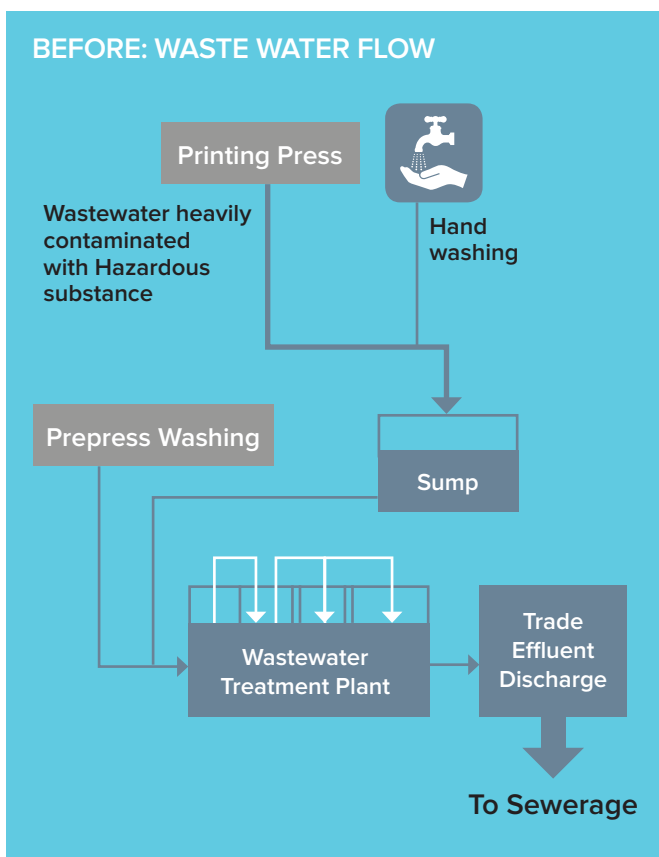 BEFORE: WASTE WATER FLOW
Printing Press
Wastewater heavily
contaminated
with Hazardous
substance
Hand
washing
Prepress Washing
Sump
Wastewater
Treatment Plant
Trade
Effluent
Discharge
To Sewerage